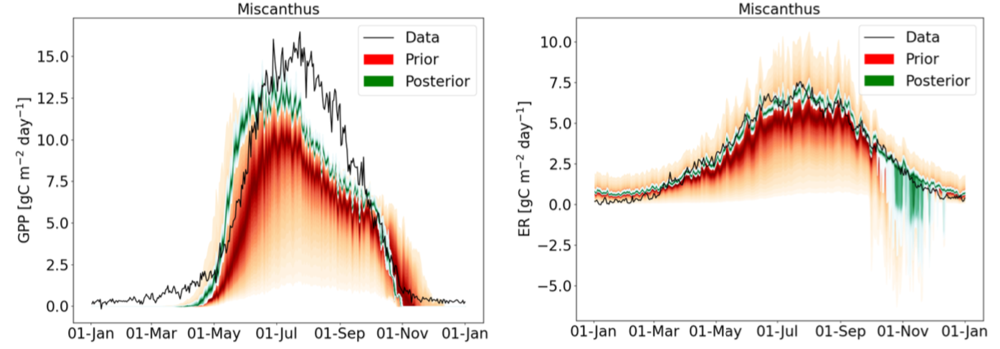 Miscanthus
GPP [gC m⁻² day⁻¹]
15.0
12.5
10.0
7.5
5.0
2.5
0.0
Data
Prior
Posterior
01-Jan 01-Mar 01-May 01-Jul 01-Sep 01-Nov 01-Jan
Miscanthus
ER [gC m⁻² day⁻¹]
10.0
7.5
5.0
2.5
0.0
−2.5
−5.0
Data
Prior
Posterior
01-Jan 01-Mar 01-May 01-Jul 01-Sep 01-Nov 01-Jan